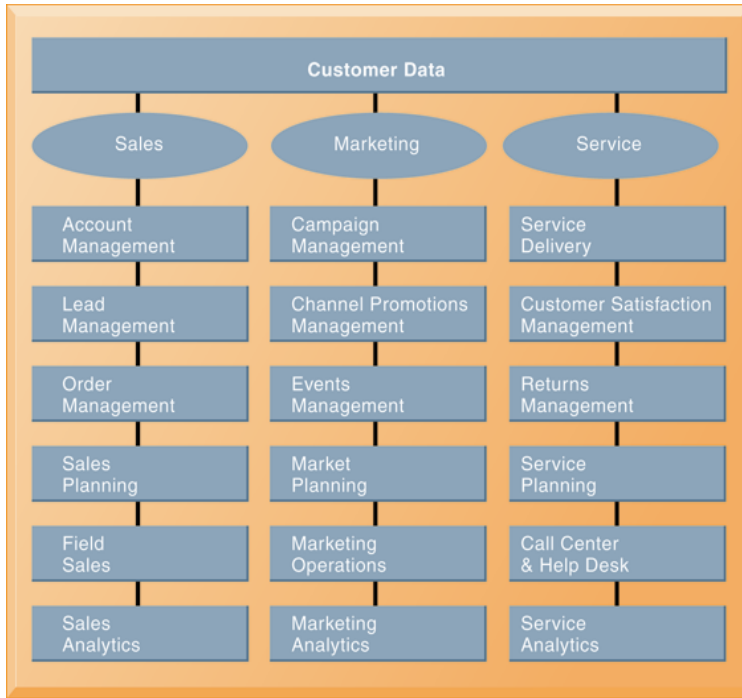 Customer Data
Sales
Marketing
Service
Account
Management
Campaign
Management
Service
Delivery
Lead
Management
Channel Promotions
Management
Customer Satisfaction
Management
Order
Management
Events
Management
Returns
Management
Sales
Planning
Market
Planning
Service
Planning
Field
Sales
Marketing
Operations
Call Center
& Help Desk
Sales
Analytics
Marketing
Analytics
Service
Analytics